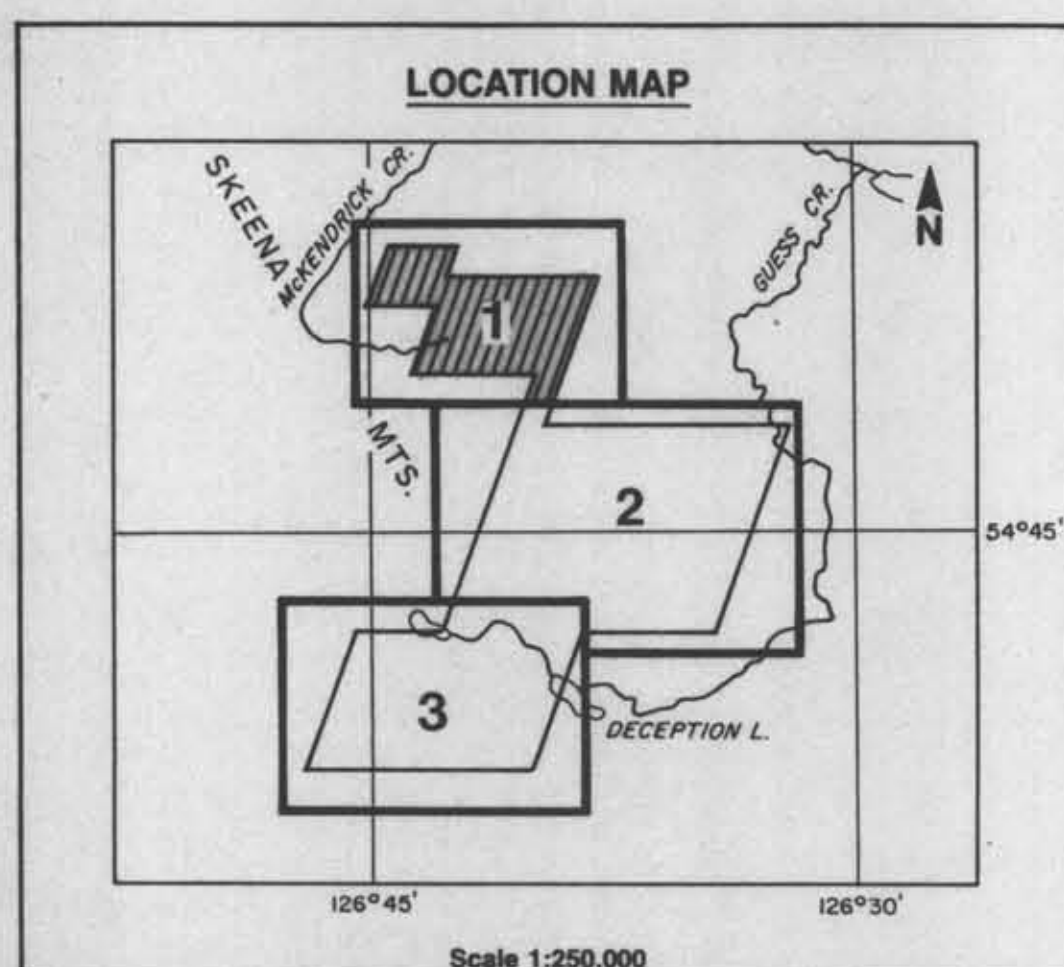 LOCATION MAP
SKEENA
McKENDRICK CR.
GUESS CR.
N
1
MTS.
2
54°45'
3
DECEPTION L.
126°45'
126°30'
Scale 1:250,000